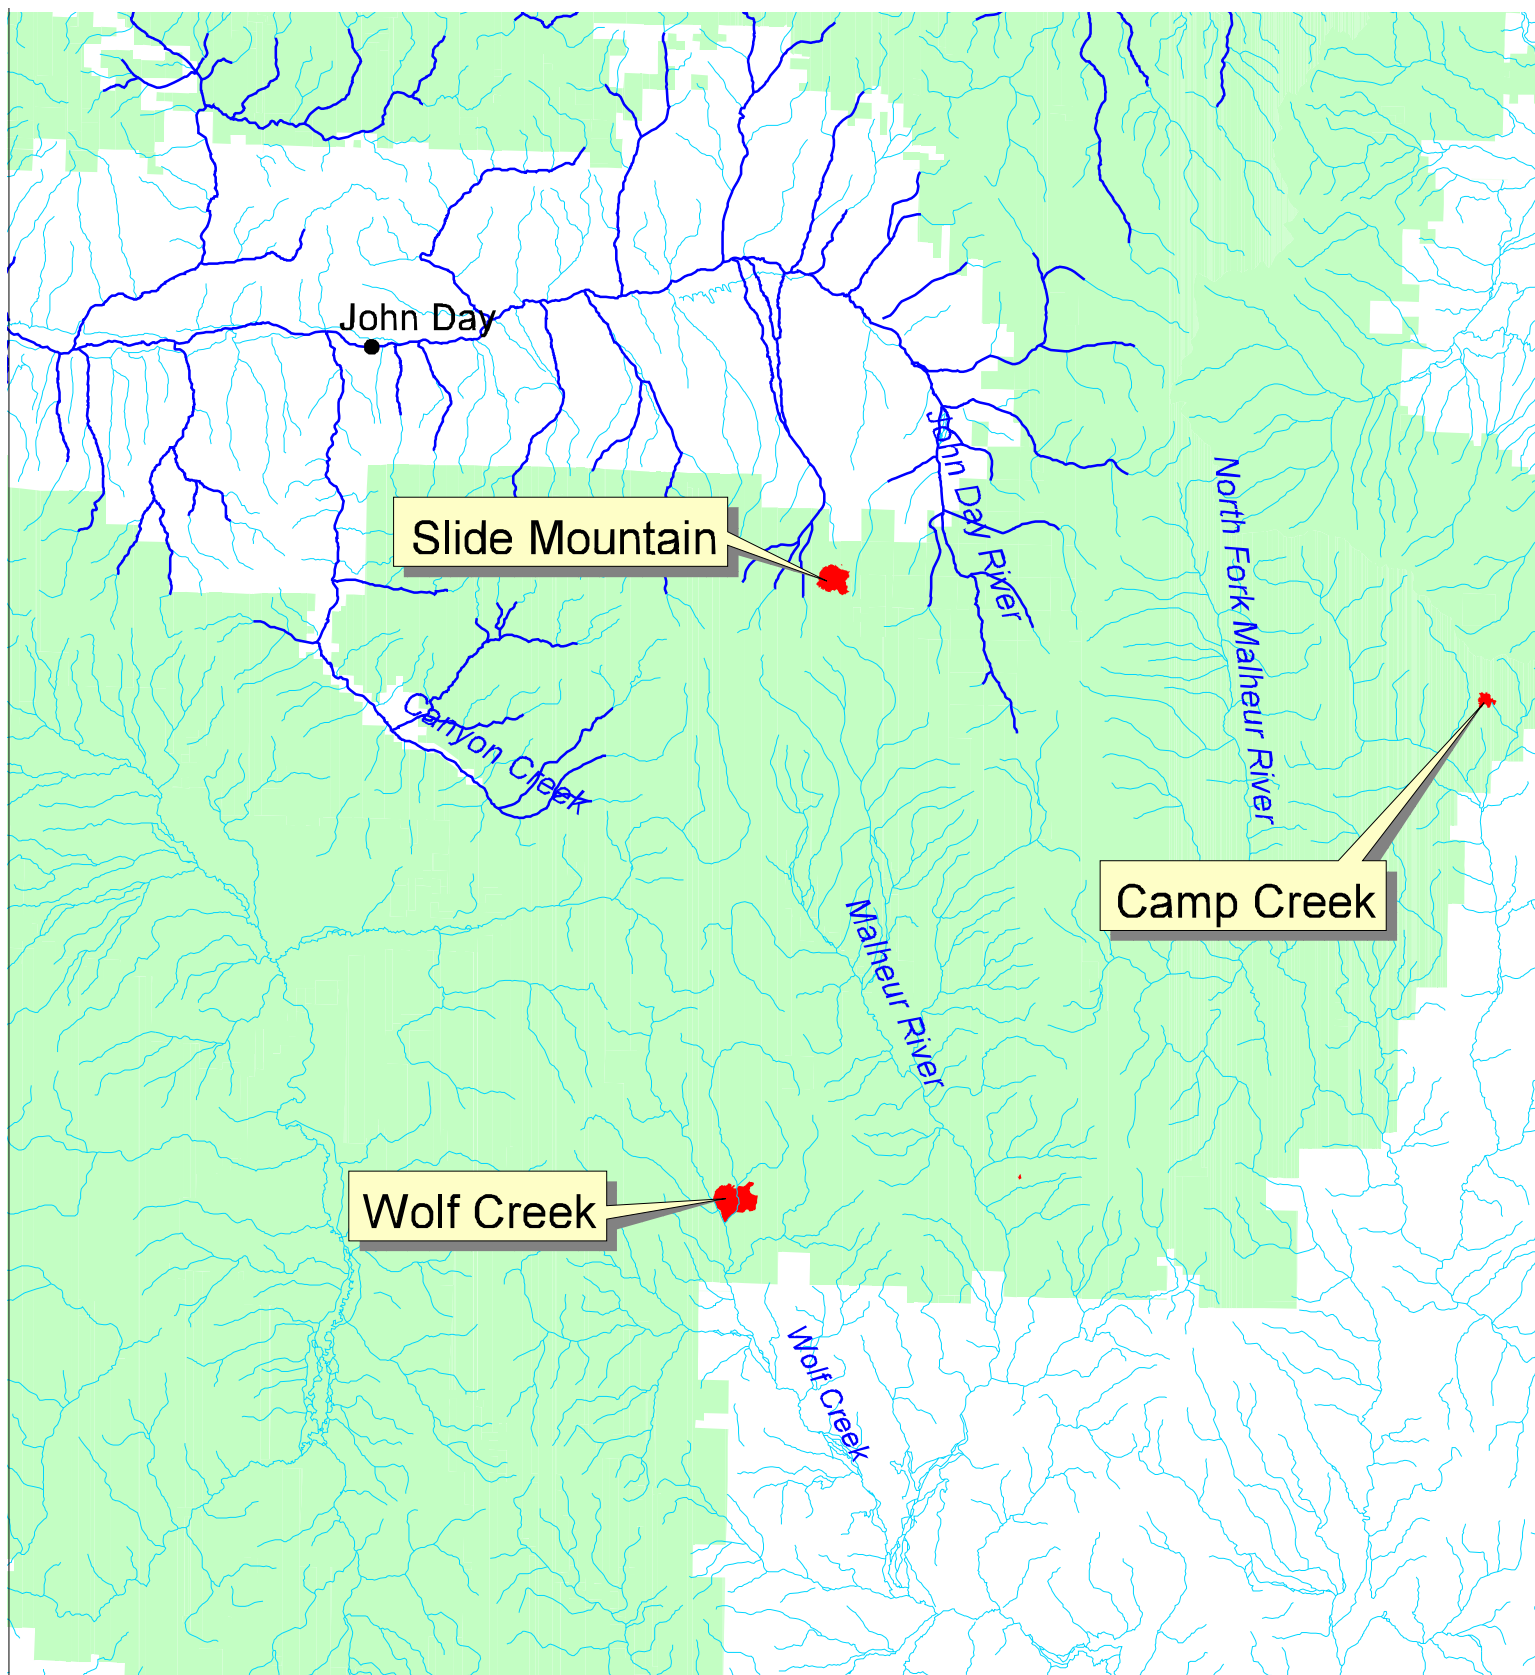 John Day
John Day River
North Fork Malheur River
Slide Mountain
Canyon Creek
Camp Creek
Malheur River
Wolf Creek
Wolf Creek